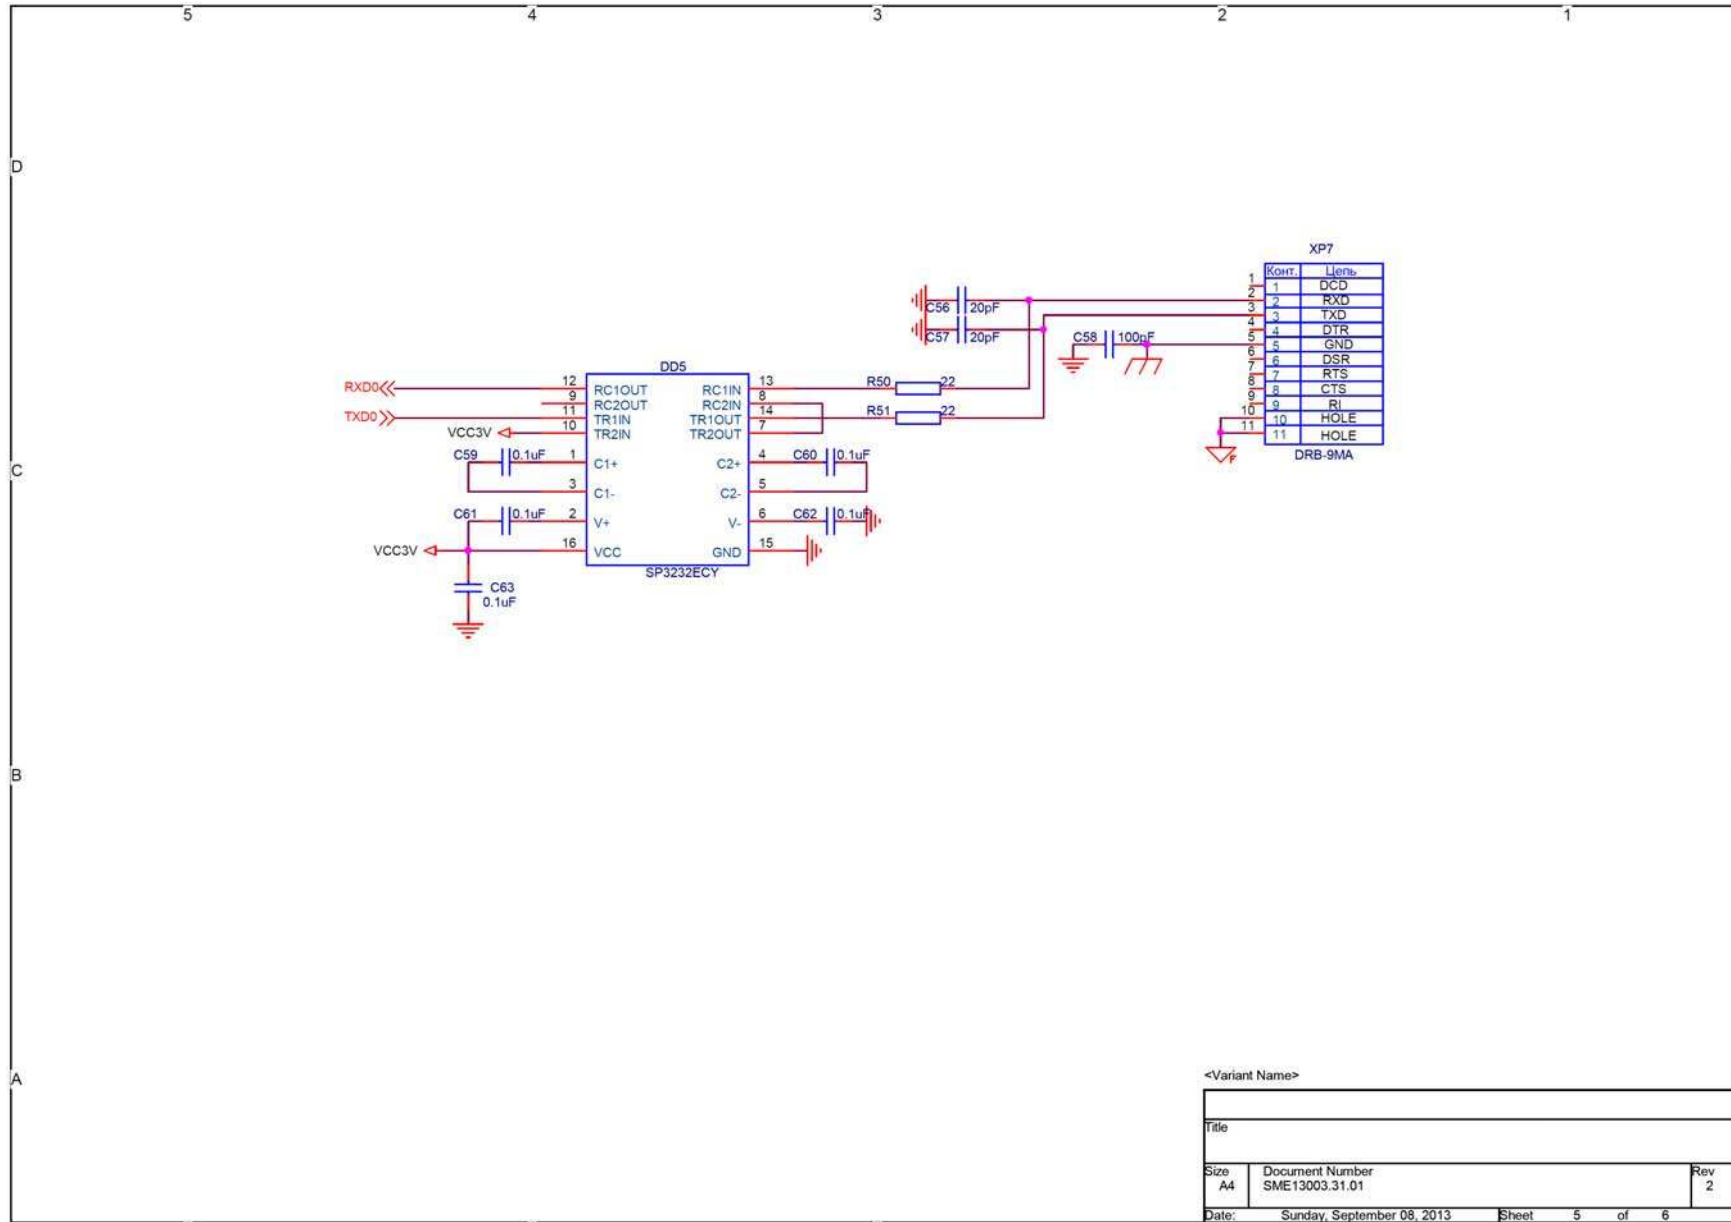 5 4 3 2 1
D
C
B
A
XP7
Конт. Цепь
1 1 DCD
2 2 RXD
3 3 TXD
4 4 DTR
5 5 GND
6 6 DSR
7 7 RTS
8 8 CTS
9 9 RI
10 10 HOLE
11 11 HOLE
DRB-9MA
F
C56 20pF
C57 20pF
C58 100pF
R50 22
R51 22
DD5
RXD0 12 RC1OUT RC1IN 13
9 RC2OUT RC2IN 8
TXD0 11 TR1IN TR1OUT 14
VCC3V 10 TR2IN TR2OUT 7
C59 0.1uF 1 C1+ C2+ 4 C60 0.1uF
3 C1- C2- 5
C61 0.1uF 2 V+ V- 6 C62 0.1uF
VCC3V 16 VCC GND 15
SP3232ECY
C63
0.1uF
<Variant Name>
Title
Size Document Number Rev
A4 SME13003.31.01 2
Date: Sunday, September 08, 2013 Sheet 5 of 6